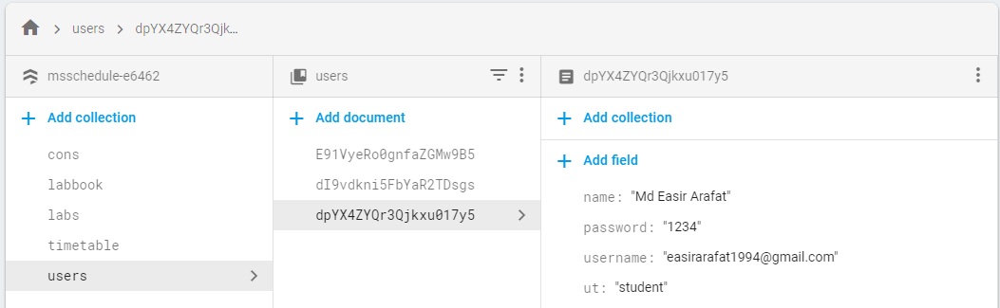 users dpYX4ZYQr3Qjk…
msschedule-e6462
Add collection
cons
labbook
labs
timetable
users
users
Add document
E91VyeRo0gnfaZGMw9B5
dI9vdkni5FbYaR2TDsgs
dpYX4ZYQr3Qjkxu017y5
dpYX4ZYQr3Qjkxu017y5
Add collection
Add field
name: "Md Easir Arafat"
password: "1234"
username: "easirarafat1994@gmail.com"
ut: "student"